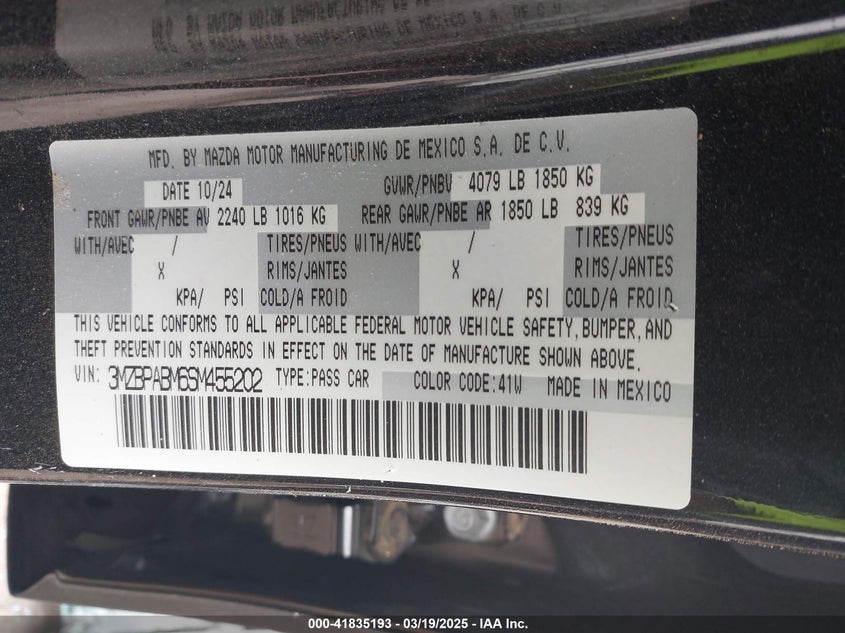 MFD. BY MAZDA MOTOR MANUFACTURING DE MEXICO S.A. DE C.V.
DATE 10/24 GVWR/PNBV 4079 LB 1850 KG
FRONT GAWR/PNBE AV 2240 LB 1016 KG REAR GAWR/PNBE AR 1850 LB 839 KG
WITH/AVEC / TIRES/PNEUS WITH/AVEC / TIRES/PNEUS
X RIMS/JANTES X RIMS/JANTES
KPA/ PSI COLD/A FROID KPA/ PSI COLD/A FROID
THIS VEHICLE CONFORMS TO ALL APPLICABLE FEDERAL MOTOR VEHICLE SAFETY, BUMPER, AND
THEFT PREVENTION STANDARDS IN EFFECT ON THE DATE OF MANUFACTURE SHOWN ABOVE.
VIN: 3MZBPABM6SM455202 TYPE: PASS CAR COLOR CODE: 41W MADE IN MEXICO
000-41835193 — 03/19/2025 — IAA Inc.